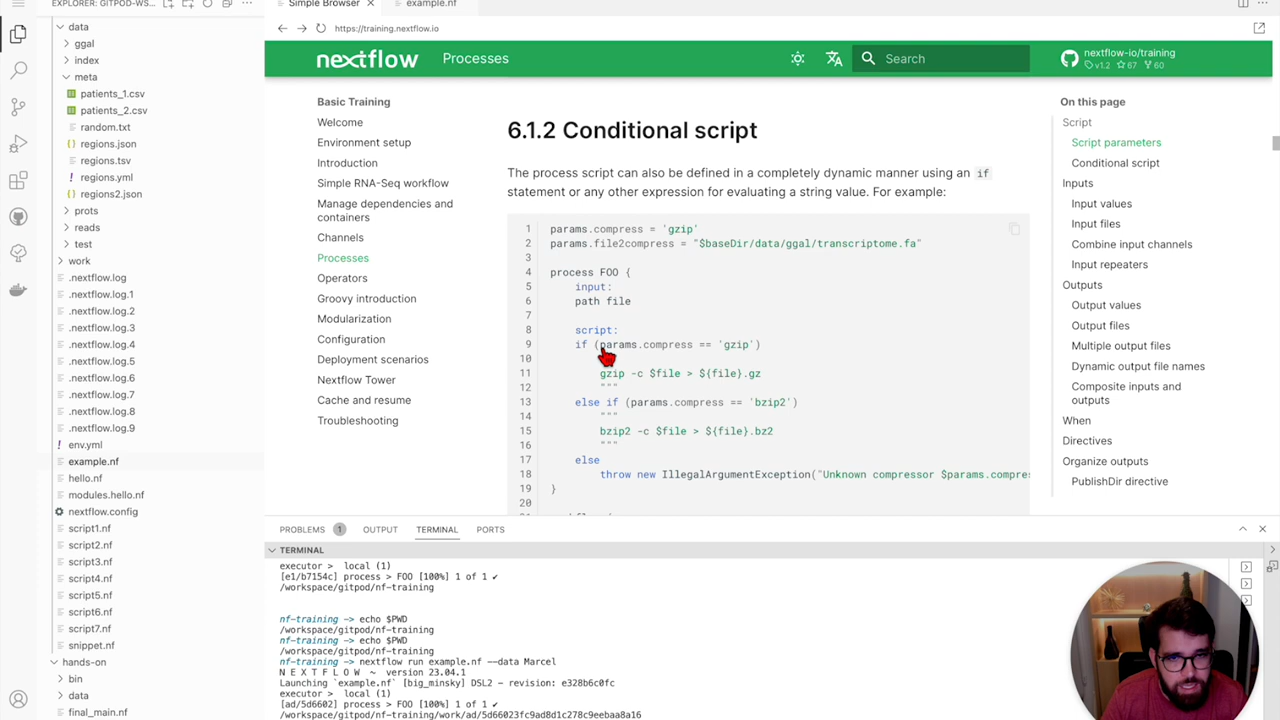 EXPLORER: GITPOD-WS...
data
ggal
index
meta
patients_1.csv
patients_2.csv
random.txt
regions.json
regions.tsv
regions.yml
regions2.json
prots
reads
test
work
.nextflow.log
.nextflow.log.1
.nextflow.log.2
.nextflow.log.3
.nextflow.log.4
.nextflow.log.5
.nextflow.log.6
.nextflow.log.7
.nextflow.log.8
.nextflow.log.9
env.yml
example.nf
hello.nf
modules.hello.nf
nextflow.config
script1.nf
script2.nf
script3.nf
script4.nf
script5.nf
script6.nf
script7.nf
snippet.nf
hands-on
bin
data
final_main.nf
Simple Browser
example.nf
https://training.nextflow.io
nextflow
Processes
Search
nextflow-io/training
v1.2 67 60
Basic Training
Welcome
Environment setup
Introduction
Simple RNA-Seq workflow
Manage dependencies and
containers
Channels
Processes
Operators
Groovy introduction
Modularization
Configuration
Deployment scenarios
Nextflow Tower
Cache and resume
Troubleshooting
6.1.2 Conditional script
The process script can also be defined in a completely dynamic manner using an if
statement or any other expression for evaluating a string value. For example:
1 params.compress = 'gzip'
2 params.file2compress = "$baseDir/data/ggal/transcriptome.fa"
3
4 process FOO {
5 input:
6 path file
7
8 script:
9 if (params.compress == 'gzip')
10
11 gzip -c $file > ${file}.gz
12 """
13 else if (params.compress == 'bzip2')
14 """
15 bzip2 -c $file > ${file}.bz2
16 """
17 else
18 throw new IllegalArgumentException("Unknown compressor $params.compres
19 }
20
On this page
Script
Script parameters
Conditional script
Inputs
Input values
Input files
Combine input channels
Input repeaters
Outputs
Output values
Output files
Multiple output files
Dynamic output file names
Composite inputs and
outputs
When
Directives
Organize outputs
PublishDir directive
PROBLEMS 1 OUTPUT TERMINAL PORTS
TERMINAL
executor > local (1)
[e1/b7154c] process > FOO [100%] 1 of 1 ✔
/workspace/gitpod/nf-training
nf-training -> echo $PWD
/workspace/gitpod/nf-training
nf-training -> echo $PWD
/workspace/gitpod/nf-training
nf-training -> nextflow run example.nf --data Marcel
N E X T F L O W ~ version 23.04.1
Launching `example.nf` [big_minsky] DSL2 - revision: e328b6c0fc
executor > local (1)
[ad/5d6602] process > FOO [100%] 1 of 1 ✔
/workspace/gitpod/nf-training/work/ad/5d66023fc9ad8d1c278c9eebaa8a16